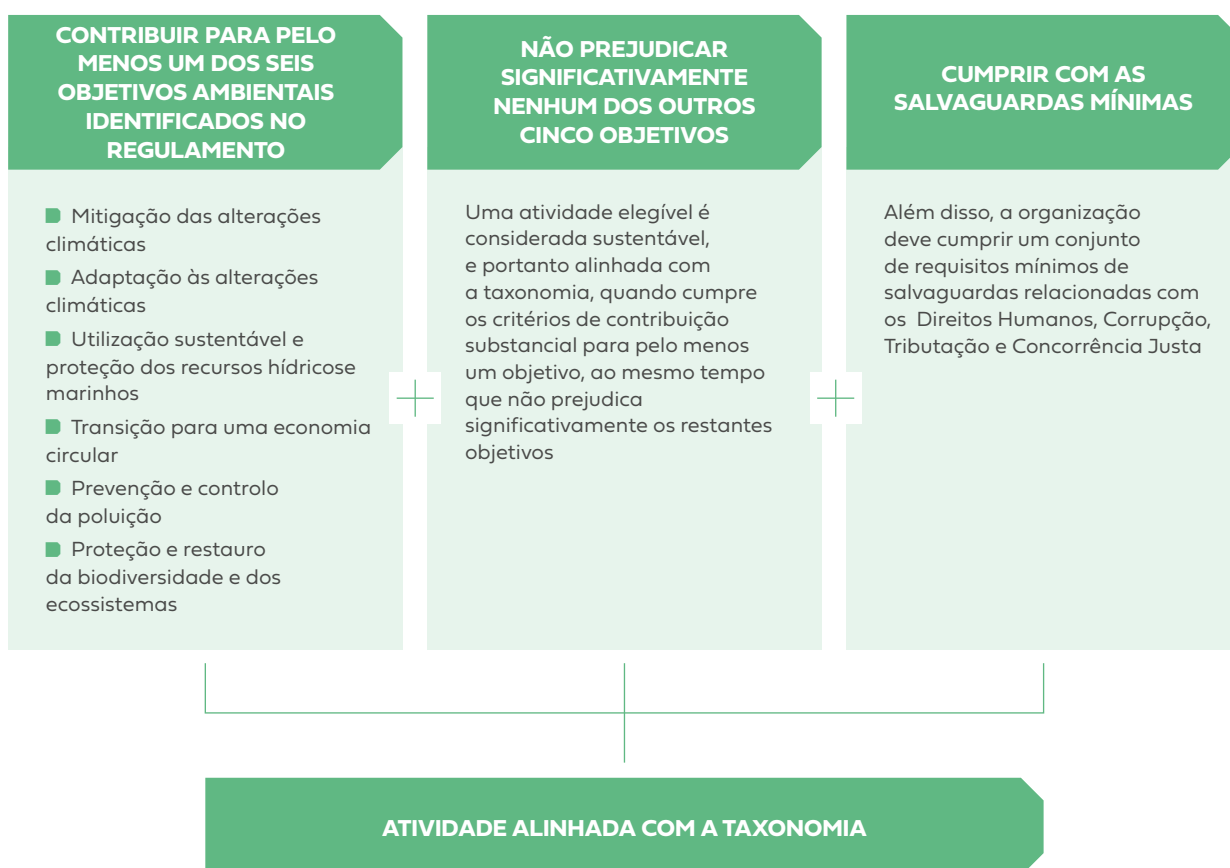 CONTRIBUIR PARA PELO
MENOS UM DOS SEIS
OBJETIVOS AMBIENTAIS
IDENTIFICADOS NO
REGULAMENTO
Mitigação das alterações
climáticas
Adaptação às alterações
climáticas
Utilização sustentável e
proteção dos recursos hídricose
marinhos
Transição para uma economia
circular
Prevenção e controlo
da poluição
Proteção e restauro
da biodiversidade e dos
ecossistemas
NÃO PREJUDICAR
SIGNIFICATIVAMENTE
NENHUM DOS OUTROS
CINCO OBJETIVOS
Uma atividade elegível é
considerada sustentável,
e portanto alinhada com
a taxonomia, quando cumpre
os critérios de contribuição
substancial para pelo menos
um objetivo, ao mesmo tempo
que não prejudica
significativamente os restantes
objetivos
CUMPRIR COM AS
SALVAGUARDAS MÍNIMAS
Além disso, a organização
deve cumprir um conjunto
de requisitos mínimos de
salvaguardas relacionadas com
os Direitos Humanos, Corrupção,
Tributação e Concorrência Justa
ATIVIDADE ALINHADA COM A TAXONOMIA